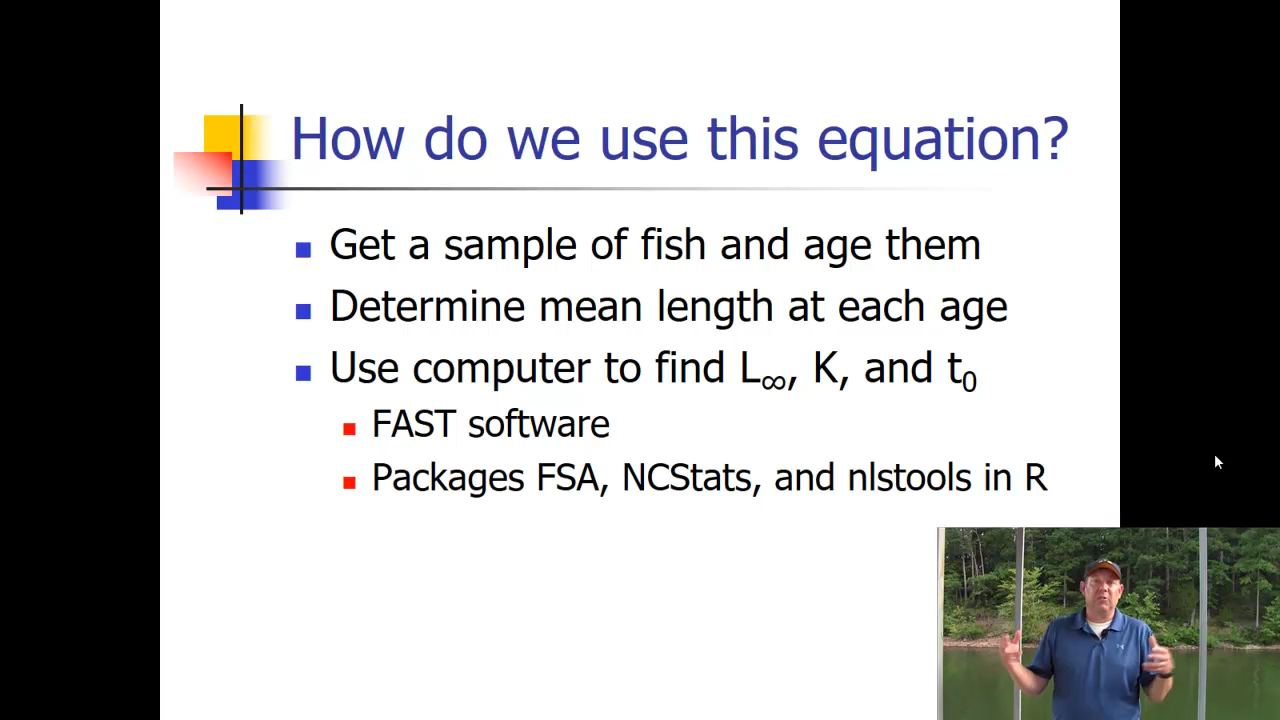 How do we use this equation?
Get a sample of fish and age them
Determine mean length at each age
Use computer to find L∞, K, and t₀
FAST software
Packages FSA, NCStats, and nlstools in R